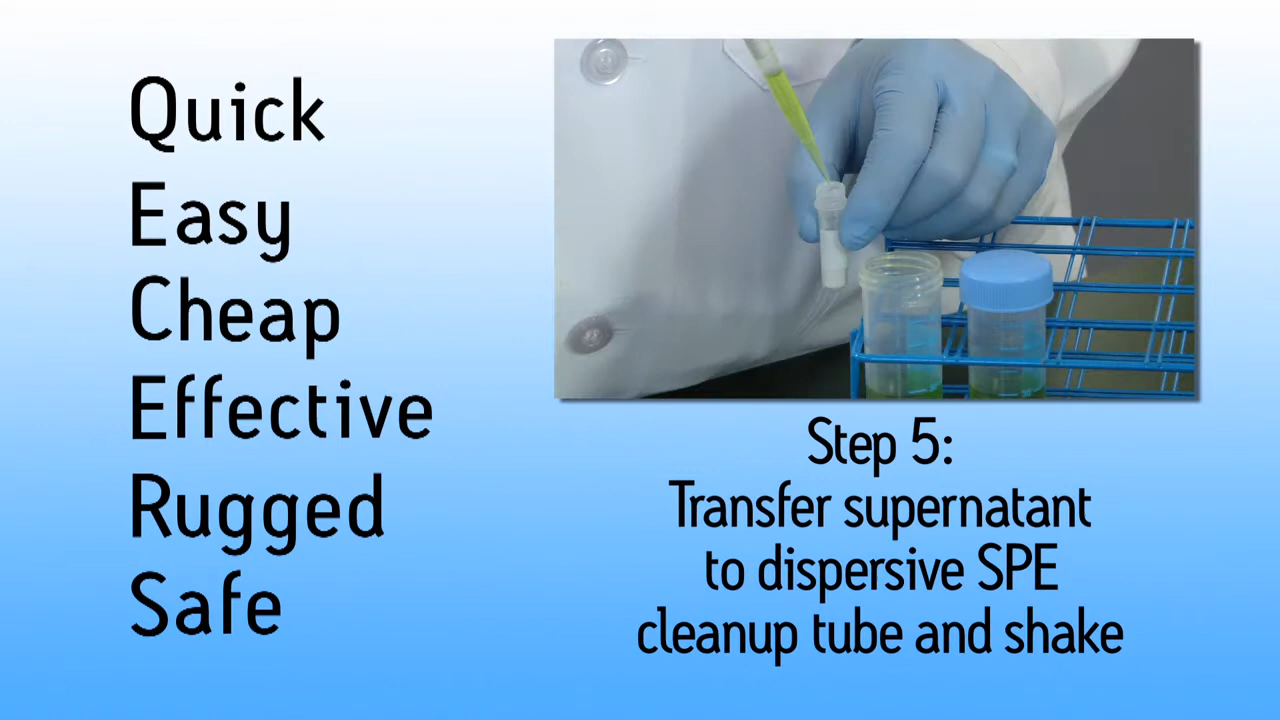 Quick
Easy
Cheap
Effective
Rugged
Safe
Step 5:
Transfer supernatant
to dispersive SPE
cleanup tube and shake